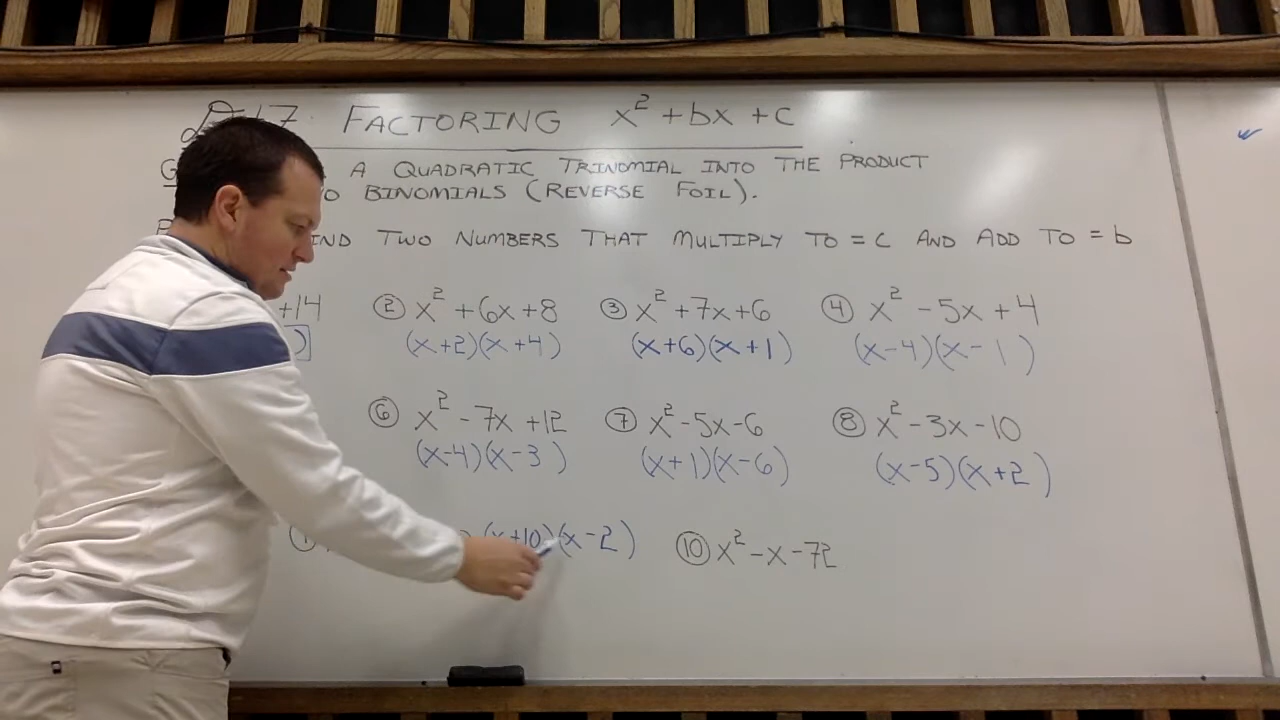 FACTORING x² + bx + c
A QUADRATIC TRINOMIAL INTO THE PRODUCT
BINOMIALS (REVERSE FOIL).
TWO NUMBERS THAT MULTIPLY TO = c AND ADD TO = b
+14 ② x² + 6x + 8 ③ x² + 7x + 6 ④ x² - 5x + 4
(x+2)(x+4) (x+6)(x+1) (x-4)(x-1)
⑥ x² - 7x + 12 ⑦ x² - 5x - 6 ⑧ x² - 3x - 10
(x-4)(x-3) (x+1)(x-6) (x-5)(x+2)
(x+10)(x-2) ⑩ x² - x - 72